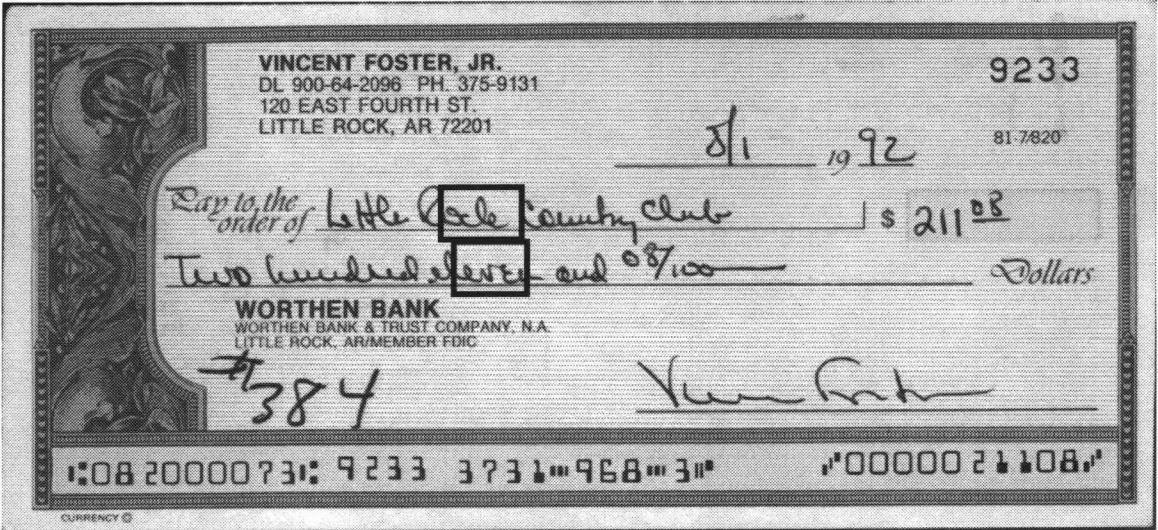 VINCENT FOSTER, JR.
DL 900-64-2096 PH. 375-9131
120 EAST FOURTH ST.
LITTLE ROCK, AR 72201
9233
81-7/820
8/1 19 92
Pay to the order of Little Rock Country Club $ 211 08
Two hundred eleven and 08/100 Dollars
WORTHEN BANK
WORTHEN BANK & TRUST COMPANY, N.A.
LITTLE ROCK, AR/MEMBER FDIC
#384
⑆082000073⑆ 9233 3731⑉968⑉3⑈ ⑈0000021108⑈
CURRENCY ©